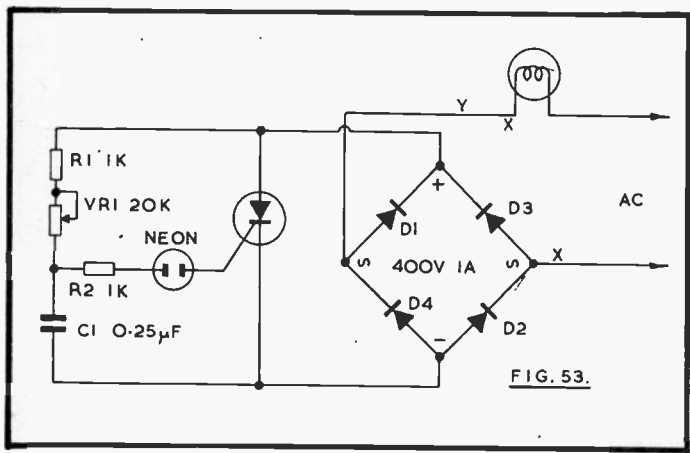 Y
X
R1 1K
VR1 20K
NEON
R2 1K
C1 0·25µF
+
D1
D3
AC
S
400V 1A
S
X
D4
D2
-
FIG. 53.